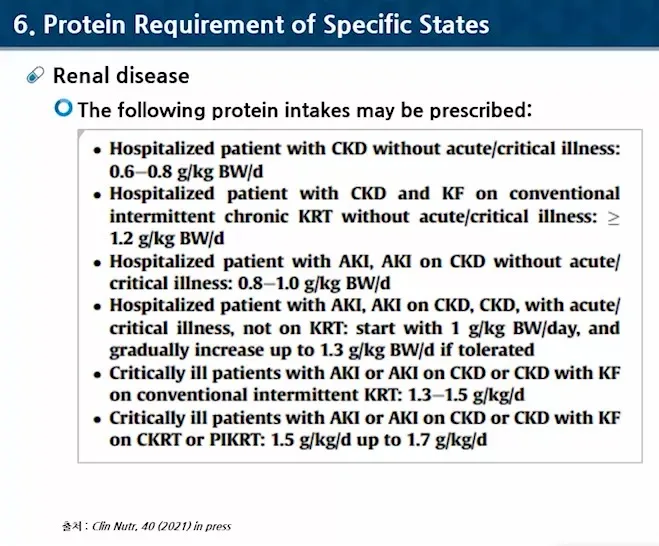 6. Protein Requirement of Specific States
Renal disease
The following protein intakes may be prescribed:
• Hospitalized patient with CKD without acute/critical illness:
0.6–0.8 g/kg BW/d
• Hospitalized patient with CKD and KF on conventional
intermittent chronic KRT without acute/critical illness: ≥
1.2 g/kg BW/d
• Hospitalized patient with AKI, AKI on CKD without acute/
critical illness: 0.8–1.0 g/kg BW/d
• Hospitalized patient with AKI, AKI on CKD, CKD, with acute/
critical illness, not on KRT: start with 1 g/kg BW/day, and
gradually increase up to 1.3 g/kg BW/d if tolerated
• Critically ill patients with AKI or AKI on CKD or CKD with KF
on conventional intermittent KRT: 1.3–1.5 g/kg/d
• Critically ill patients with AKI or AKI on CKD or CKD with KF
on CKRT or PIKRT: 1.5 g/kg/d up to 1.7 g/kg/d
출처 : Clin Nutr, 40 (2021) in press